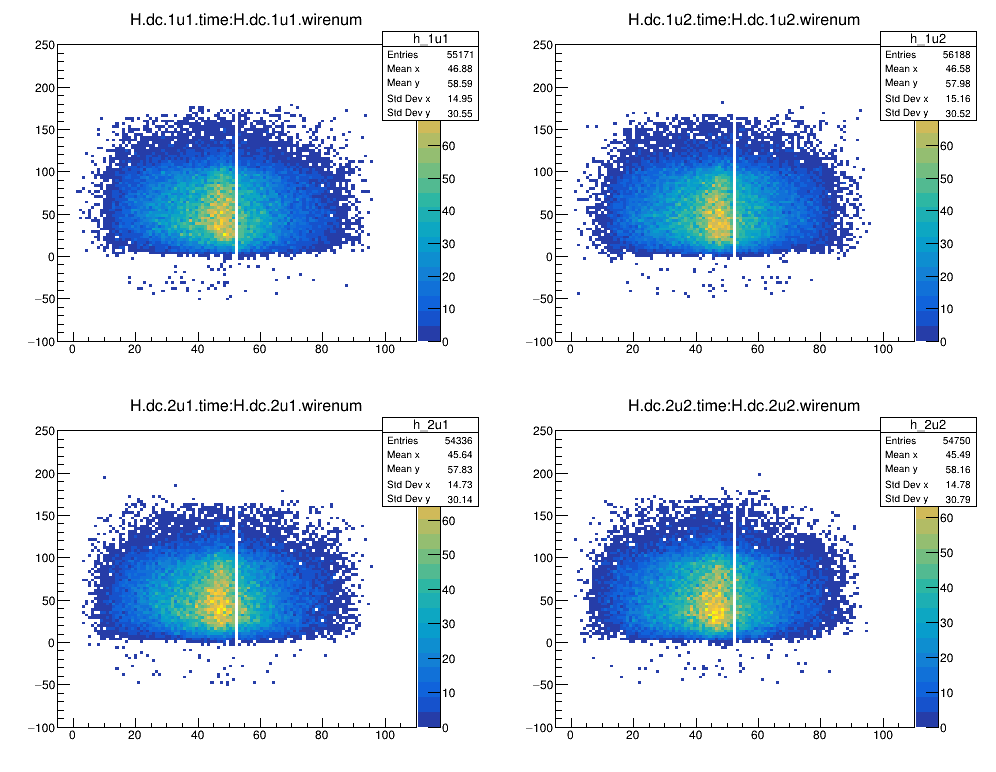 H.dc.1u1.time:H.dc.1u1.wirenum
h_1u1
Entries 55171
Mean x 46.88
Mean y 58.59
Std Dev x 14.95
Std Dev y 30.55
250
200
150
100
50
0
−50
−100
0 20 40 60 80 100
60
50
40
30
20
10
0
H.dc.1u2.time:H.dc.1u2.wirenum
h_1u2
Entries 56188
Mean x 46.58
Mean y 57.98
Std Dev x 15.16
Std Dev y 30.52
250
200
150
100
50
0
−50
−100
0 20 40 60 80 100
60
50
40
30
20
10
0
H.dc.2u1.time:H.dc.2u1.wirenum
h_2u1
Entries 54336
Mean x 45.64
Mean y 57.83
Std Dev x 14.73
Std Dev y 30.14
250
200
150
100
50
0
−50
−100
0 20 40 60 80 100
60
50
40
30
20
10
0
H.dc.2u2.time:H.dc.2u2.wirenum
h_2u2
Entries 54750
Mean x 45.49
Mean y 58.16
Std Dev x 14.78
Std Dev y 30.79
250
200
150
100
50
0
−50
−100
0 20 40 60 80 100
60
50
40
30
20
10
0